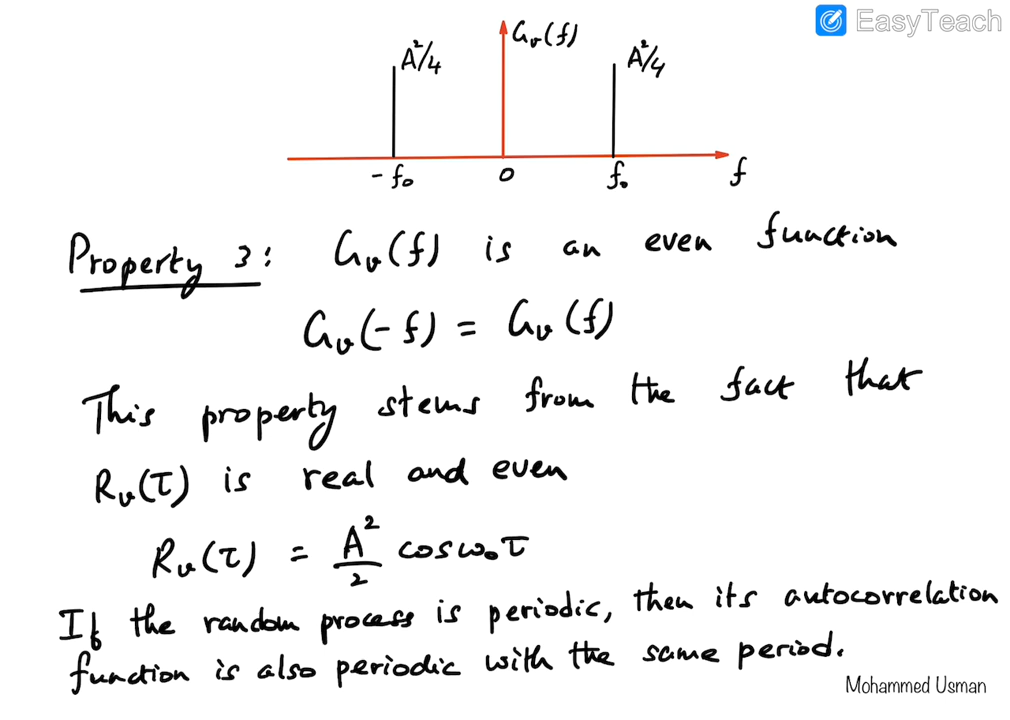 EasyTeach
Gᵥ(f)
A²/4
A²/4
-f₀
0
f₀
f
Property 3: Gᵥ(f) is an even function
Gᵥ(-f) = Gᵥ(f)
This property stems from the fact that
Rᵥ(τ) is real and even
Rᵥ(τ) = A²/2 cos ω₀τ
If the random process is periodic, then its autocorrelation
function is also periodic with the same period.
Mohammed Usman